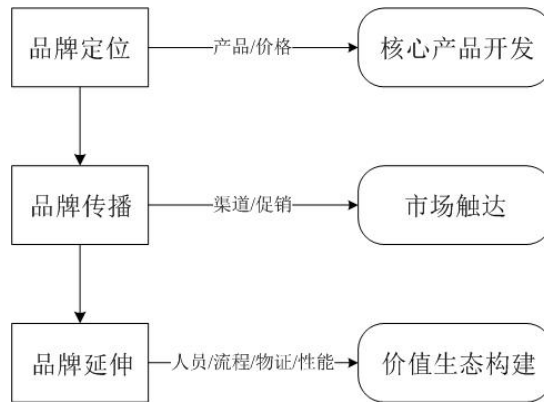 品牌定位
产品/价格
核心产品开发
品牌传播
渠道/促销
市场触达
品牌延伸
人员/流程/物证/性能
价值生态构建